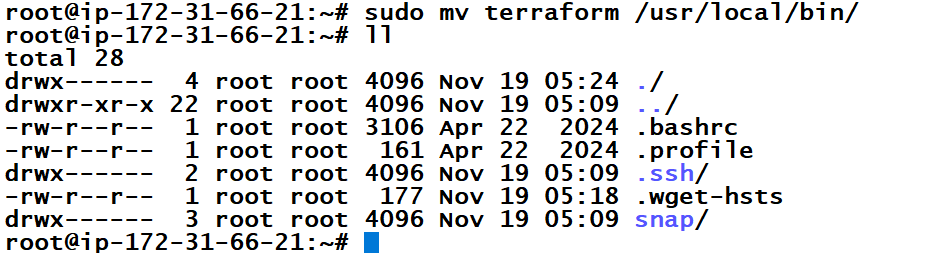 root@ip-172-31-66-21:~# sudo mv terraform /usr/local/bin/
root@ip-172-31-66-21:~# ll
total 28
drwx------  4 root root 4096 Nov 19 05:24 ./
drwxr-xr-x 22 root root 4096 Nov 19 05:09 ../
-rw-r--r--  1 root root 3106 Apr 22  2024 .bashrc
-rw-r--r--  1 root root  161 Apr 22  2024 .profile
drwx------  2 root root 4096 Nov 19 05:09 .ssh/
-rw-r--r--  1 root root  177 Nov 19 05:18 .wget-hsts
drwx------  3 root root 4096 Nov 19 05:09 snap/
root@ip-172-31-66-21:~#